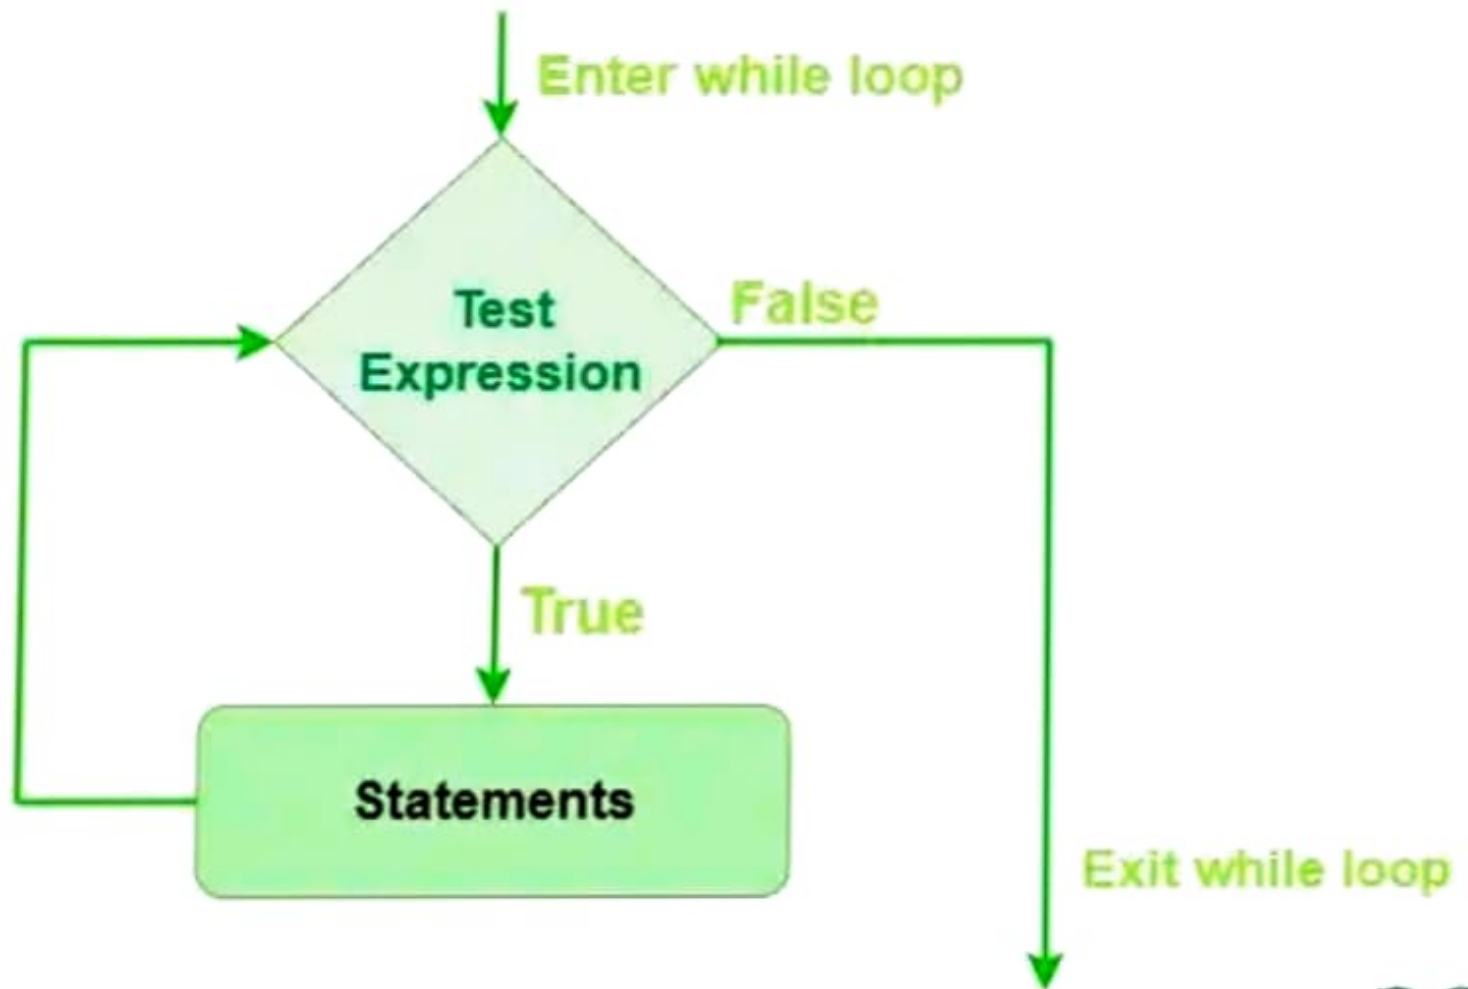 Enter while loop
Test
Expression
False
True
Statements
Exit while loop